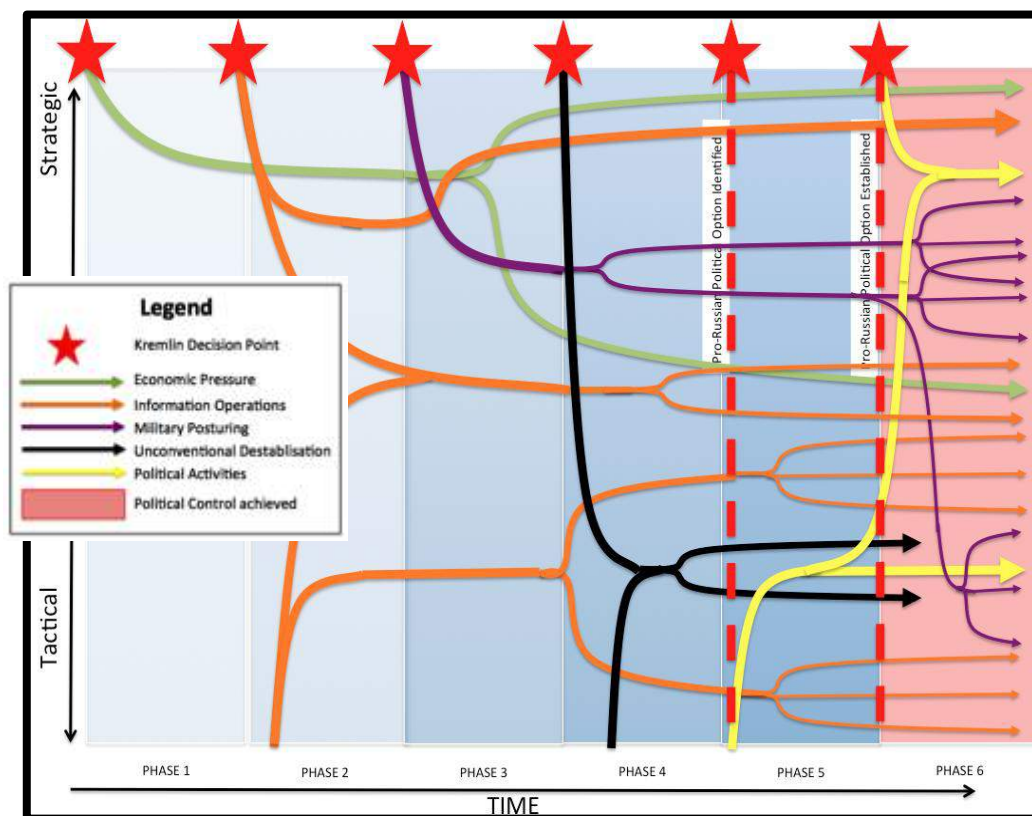 Strategic
Pro-Russian Political Option Identified
Pro-Russian Political Option Established
Legend
Kremlin Decision Point
Economic Pressure
Information Operations
Military Posturing
Unconventional Destablisation
Political Activities
Political Control achieved
Tactical
PHASE 1
PHASE 2
PHASE 3
PHASE 4
PHASE 5
PHASE 6
TIME